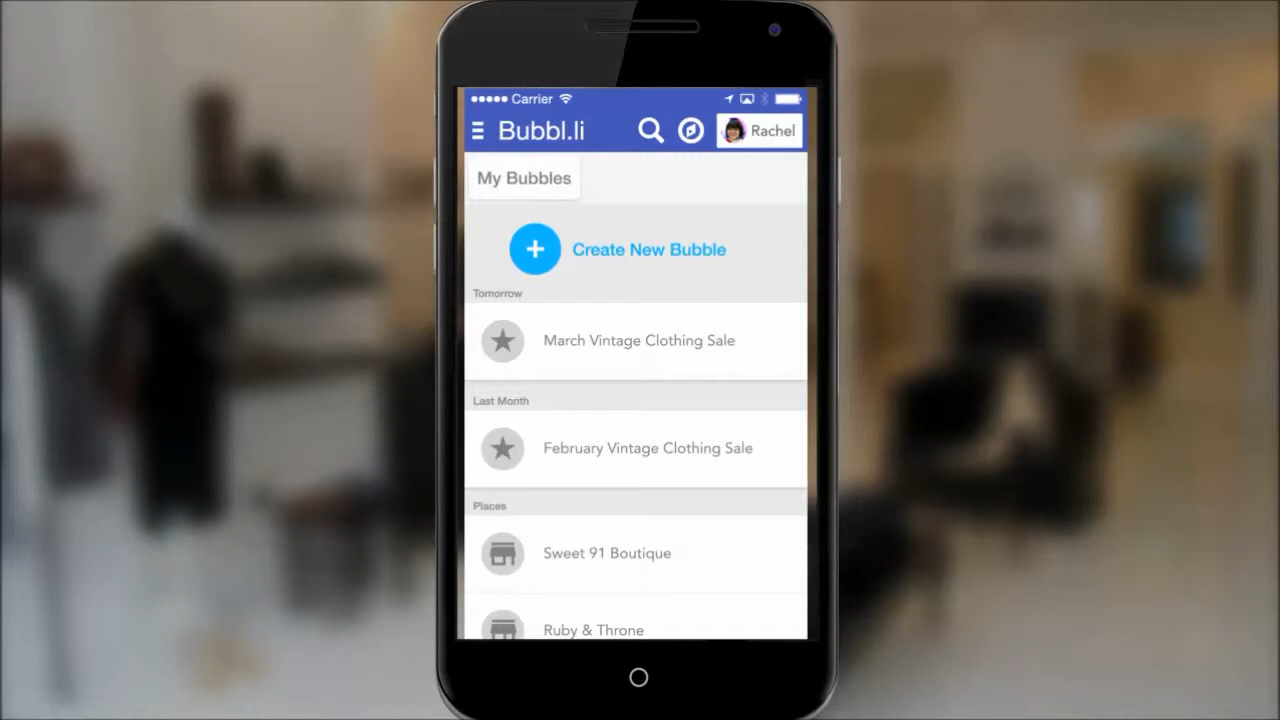 Carrier
Bubbl.li
Rachel
My Bubbles
+ Create New Bubble
Tomorrow
March Vintage Clothing Sale
Last Month
February Vintage Clothing Sale
Places
Sweet 91 Boutique
Ruby & Throne